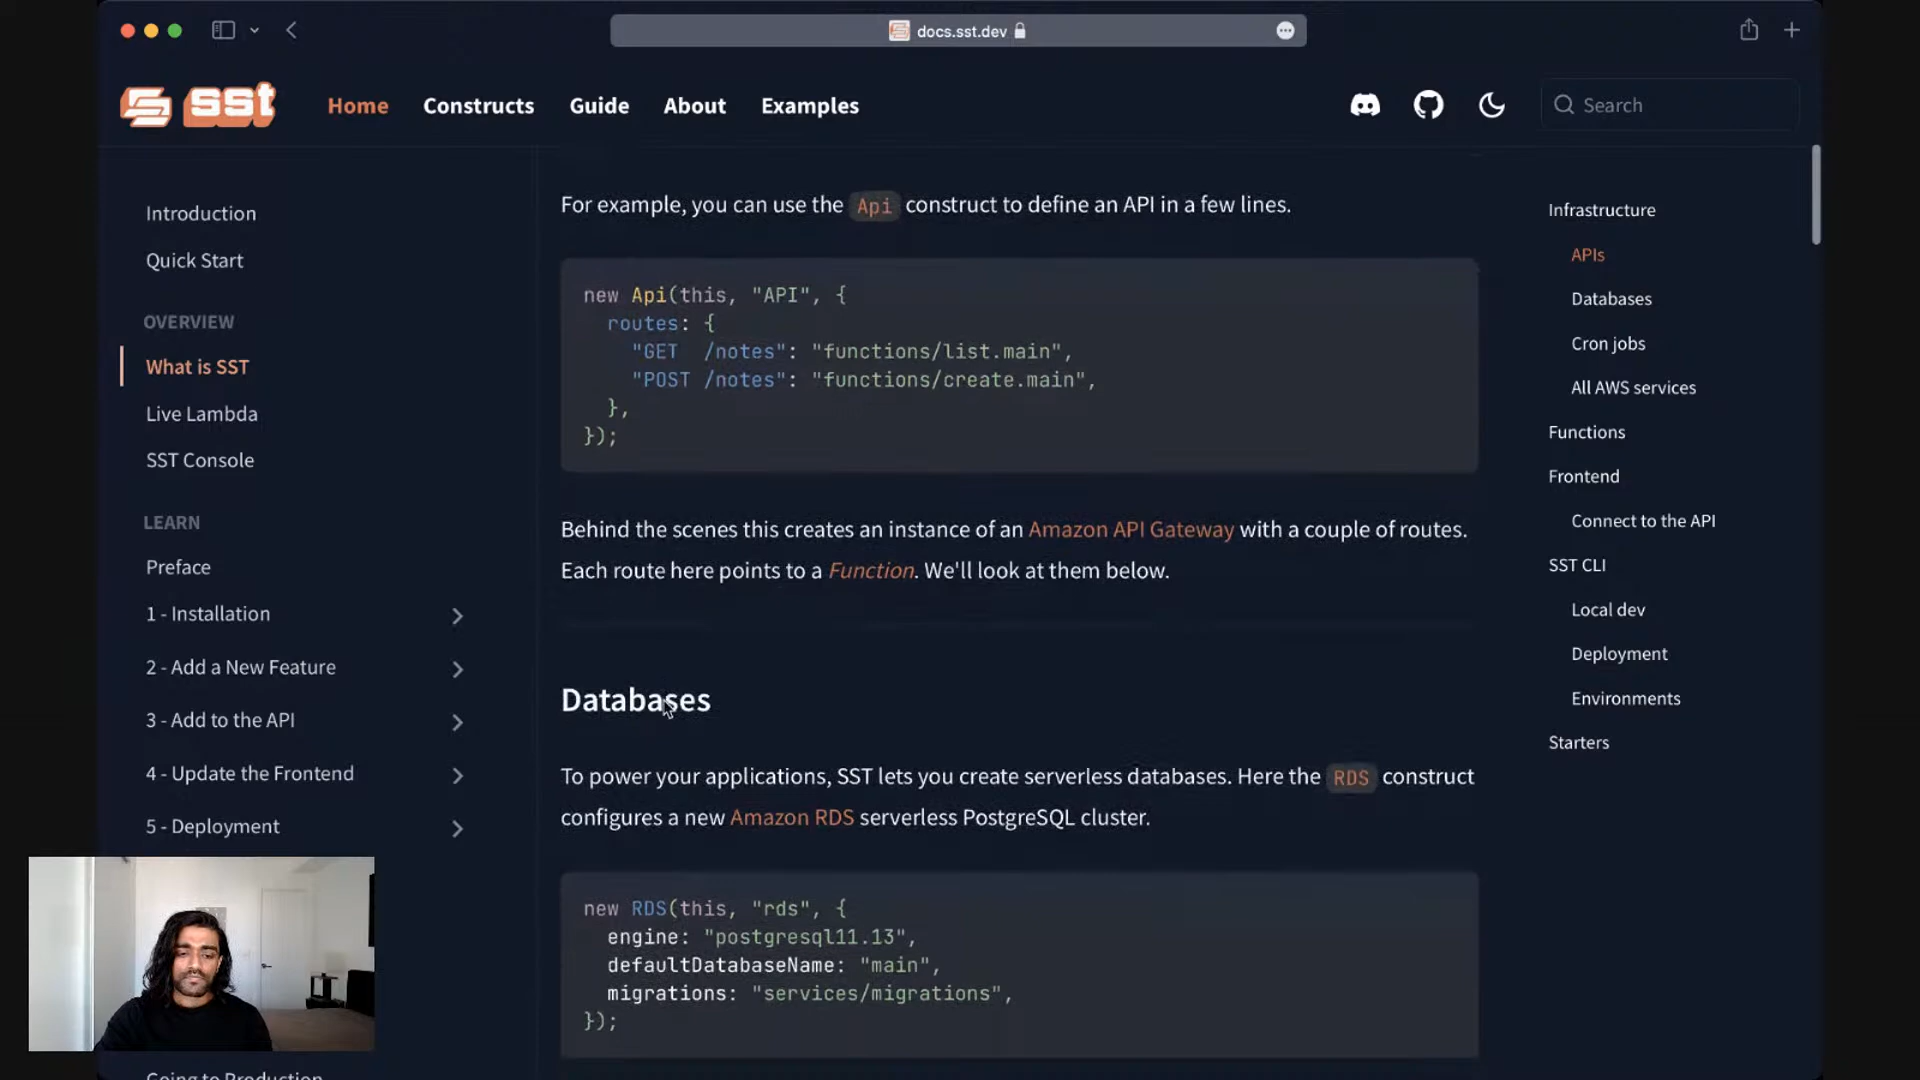 docs.sst.dev
sst
Home
Constructs
Guide
About
Examples
Search
Introduction
Quick Start
OVERVIEW
What is SST
Live Lambda
SST Console
LEARN
Preface
1 - Installation
2 - Add a New Feature
3 - Add to the API
4 - Update the Frontend
5 - Deployment
Going to Production
For example, you can use the Api construct to define an API in a few lines.
new Api(this, "API", {
  routes: {
    "GET  /notes": "functions/list.main",
    "POST /notes": "functions/create.main",
  },
});
Behind the scenes this creates an instance of an Amazon API Gateway with a couple of routes.
Each route here points to a Function. We'll look at them below.
Databases
To power your applications, SST lets you create serverless databases. Here the RDS construct
configures a new Amazon RDS serverless PostgreSQL cluster.
new RDS(this, "rds", {
  engine: "postgresql11.13",
  defaultDatabaseName: "main",
  migrations: "services/migrations",
});
Infrastructure
APIs
Databases
Cron jobs
All AWS services
Functions
Frontend
Connect to the API
SST CLI
Local dev
Deployment
Environments
Starters